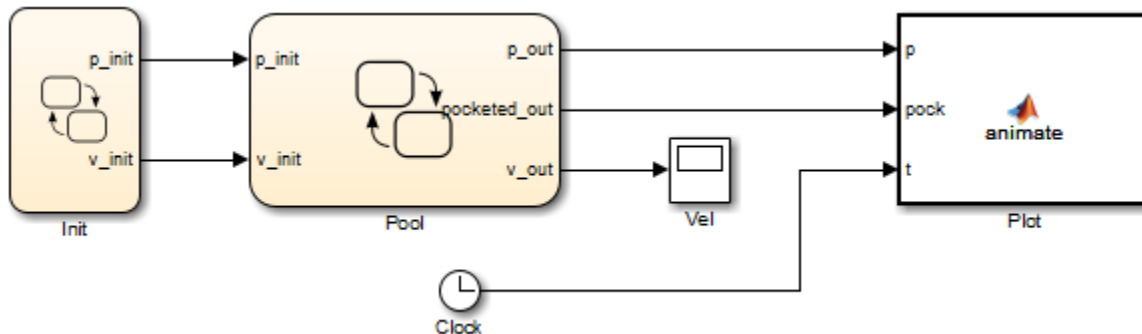 p_init
v_init
Init
p_init
v_init
p_out
pocketed_out
v_out
Pool
Vel
Clock
p
pock
t
animate
Plot